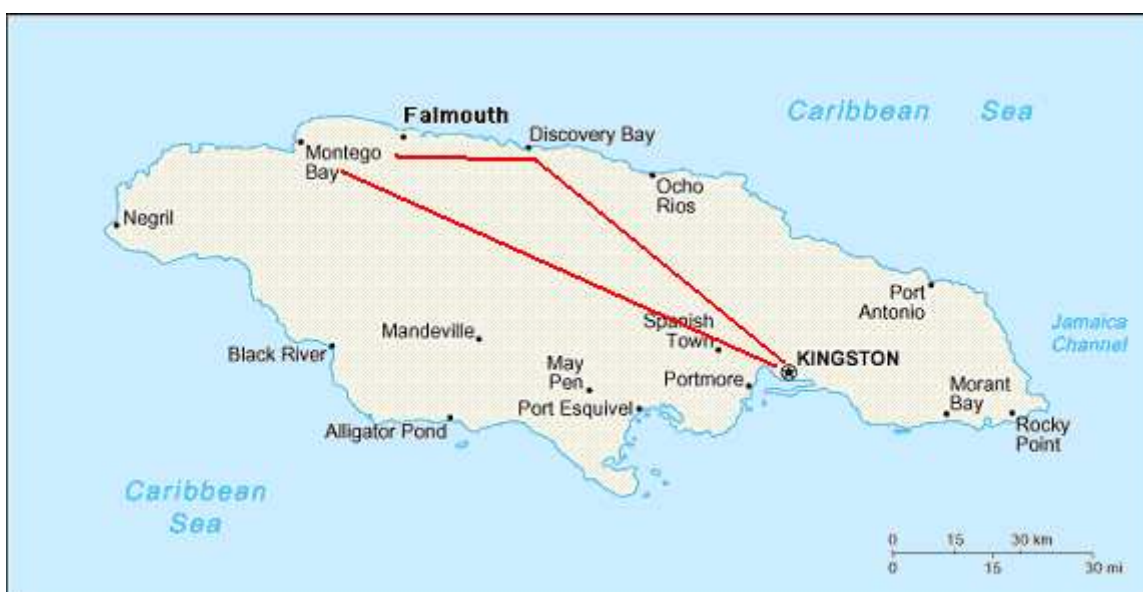 Caribbean Sea
Falmouth
Discovery Bay
Montego
Bay
Ocho
Rios
Negril
Port
Antonio
Jamaica
Channel
Spanish
Town
Mandeville
Black River
May
Pen
Portmore
KINGSTON
Port Esquivel
Morant
Bay
Alligator Pond
Rocky
Point
Caribbean
Sea
0 15 30 km
0 15 30 mi